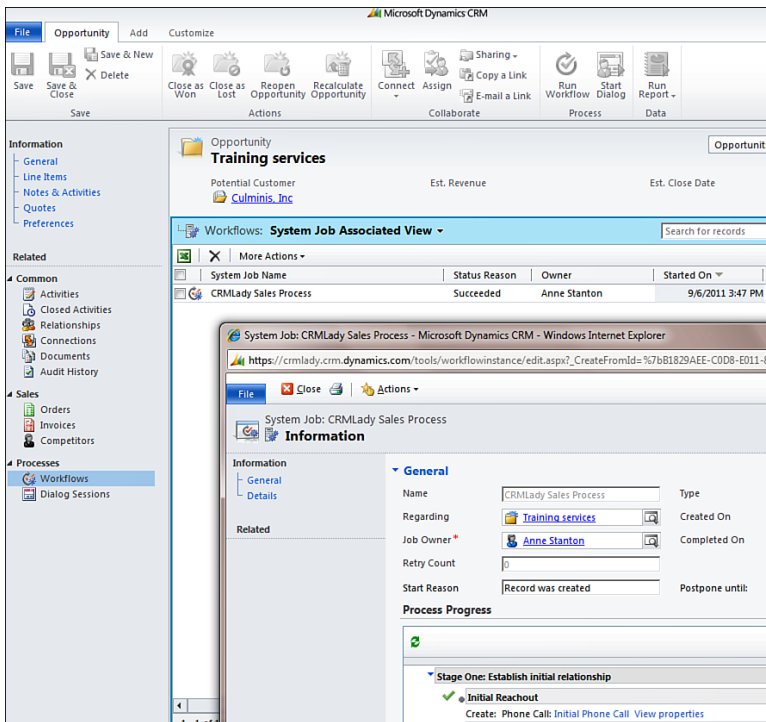 Microsoft Dynamics CRM
File Opportunity Add Customize
Save Save & Close Save & New Delete
Close as Won Close as Lost Reopen Opportunity Recalculate Opportunity
Connect Assign Sharing Copy a Link E-mail a Link
Run Workflow Start Dialog Run Report
Save Actions Collaborate Process Data
Information
General
Line Items
Notes & Activities
Quotes
Preferences
Related
Common
Activities
Closed Activities
Relationships
Connections
Documents
Audit History
Sales
Orders
Invoices
Competitors
Processes
Workflows
Dialog Sessions
Opportunity
Training services
Opportunit
Potential Customer Est. Revenue Est. Close Date
Culminis, Inc
Workflows: System Job Associated View
Search for records
More Actions
System Job Name Status Reason Owner Started On
CRMLady Sales Process Succeeded Anne Stanton 9/6/2011 3:47 PM
System Job: CRMLady Sales Process - Microsoft Dynamics CRM - Windows Internet Explorer
https://crmlady.crm.dynamics.com/tools/workflowinstance/edit.aspx?_CreateFromId=%7bB1829AEE-C0D8-E011-
File Close Actions
System Job: CRMLady Sales Process
Information
Information
General
Details
Related
General
Name CRMLady Sales Process Type
Regarding Training services Created On
Job Owner* Anne Stanton Completed On
Retry Count 0
Start Reason Record was created Postpone until:
Process Progress
Stage One: Establish initial relationship
Initial Reachout
Create: Phone Call: Initial Phone Call View properties